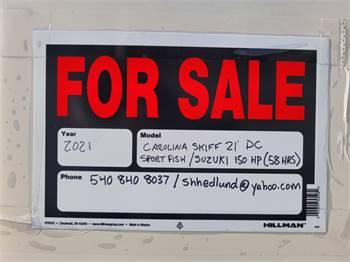 FOR SALE
Year
2021
Model
CAROLINA SKIFF 21' DC
SPORT FISH / SUZUKI 150 HP (58 HRS)
Phone 540 840 8037 / shhedlund@yahoo.com
HILLMAN